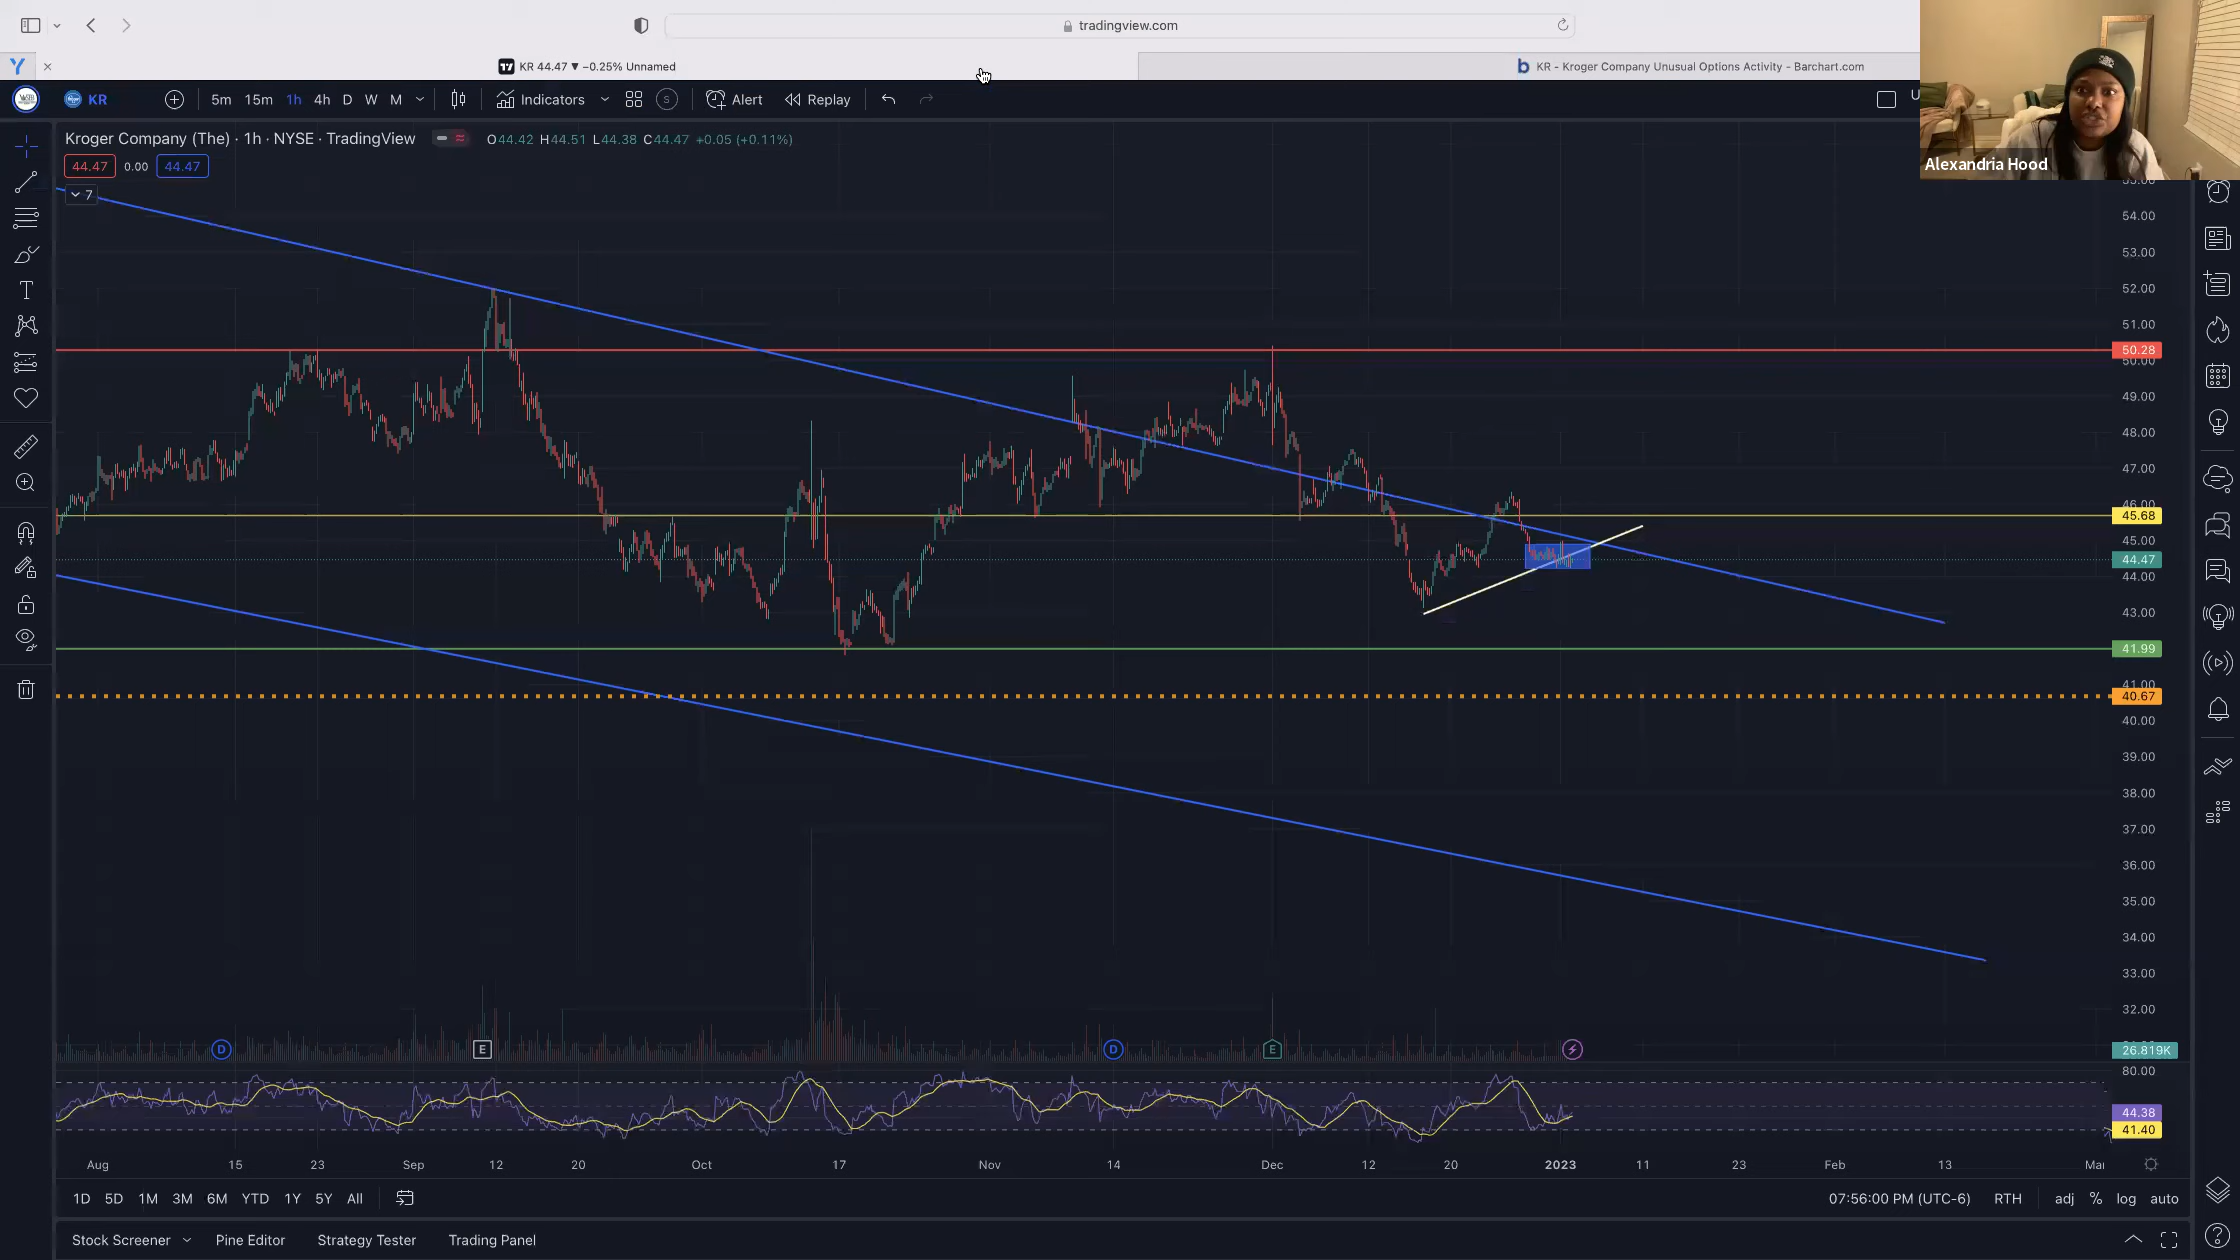 tradingview.com
KR 44.47 ▼ −0.25% Unnamed
KR - Kroger Company Unusual Options Activity - Barchart.com
KR 5m 15m 1h 4h D W M Indicators S Alert Replay
Kroger Company (The) · 1h · NYSE · TradingView O44.42 H44.51 L44.38 C44.47 +0.05 (+0.11%)
44.47 0.00 44.47
7
Alexandria Hood
54.00
53.00
52.00
51.00
50.28
50.00
49.00
48.00
47.00
46.00
45.68
45.00
44.47
44.00
43.00
41.99
41.00
40.67
40.00
39.00
38.00
37.00
36.00
35.00
34.00
33.00
32.00
D E D E 26.819K
80.00
44.38
41.40
Aug 15 23 Sep 12 20 Oct 17 Nov 14 Dec 12 20 2023 11 23 Feb 13 Mar
1D 5D 1M 3M 6M YTD 1Y 5Y All 07:56:00 PM (UTC-6) RTH adj % log auto
Stock Screener Pine Editor Strategy Tester Trading Panel